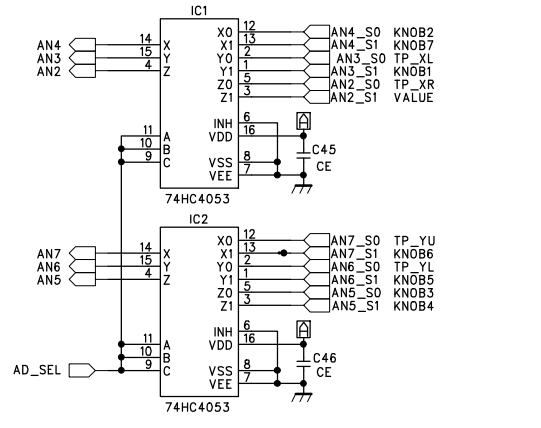 IC1
12 AN4_S0 KNOB2
AN4 14 X X0 13 AN4_S1 KNOB7
AN3 15 Y X1 2 AN3_S0 TP_XL
AN2 4 Z Y0 1 AN3_S1 KNOB1
Y1 5 AN2_S0 TP_XR
Z0 3 AN2_S1 VALUE
Z1
INH 6 A
11 A VDD 16
10 B C45
9 C VSS 8 CE
VEE 7
74HC4053
IC2
X0 12 AN7_S0 TP_YU
AN7 14 X X1 13 AN7_S1 KNOB6
AN6 15 Y Y0 2 AN6_S0 TP_YL
AN5 4 Z Y1 1 AN6_S1 KNOB5
Z0 5 AN5_S0 KNOB3
Z1 3 AN5_S1 KNOB4
INH 6 A
11 A VDD 16
10 B C46
AD_SEL 9 C VSS 8 CE
VEE 7
74HC4053